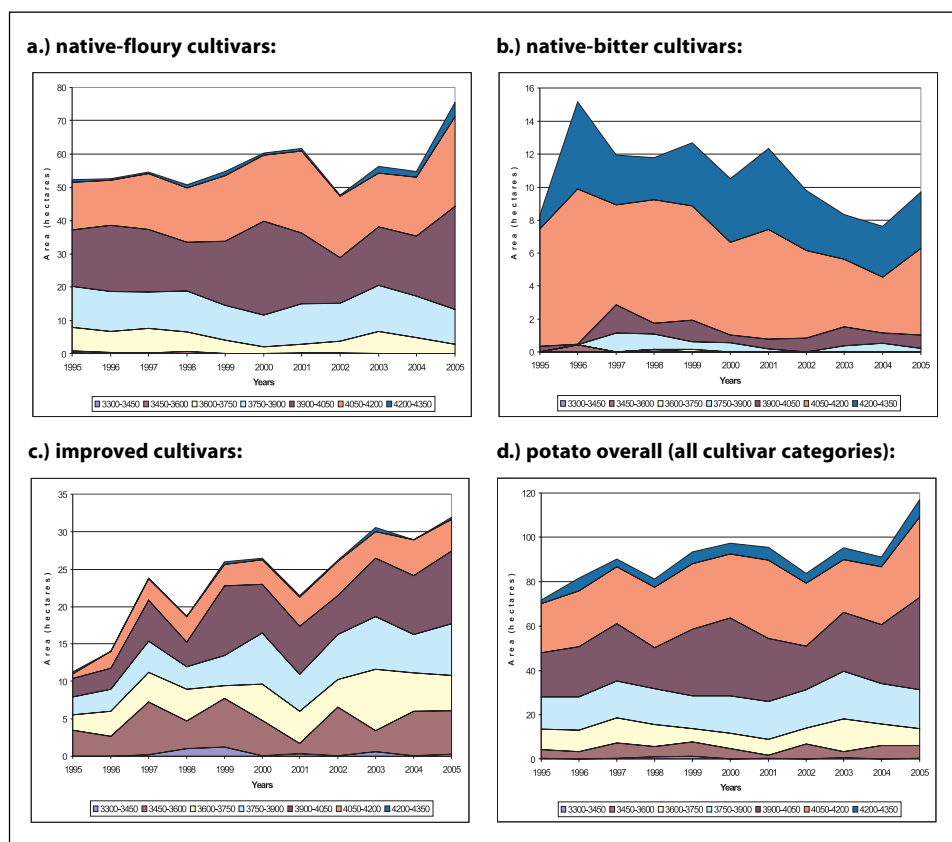 a.) native-floury cultivars:
80
70
60
50
40
30
20
10
0
Area (hectares)
1995 1996 1997 1998 1999 2000 2001 2002 2003 2004 2005
Years
3300-3450 3450-3600 3600-3750 3750-3900 3900-4050 4050-4200 4200-4350
b.) native-bitter cultivars:
16
14
12
10
8
6
4
2
0
Area (hectares)
1995 1996 1997 1998 1999 2000 2001 2002 2003 2004 2005
Years
3300-3450 3450-3600 3600-3750 3750-3900 3900-4050 4050-4200 4200-4350
c.) improved cultivars:
35
30
25
20
15
10
5
0
Area (hectares)
1995 1996 1997 1998 1999 2000 2001 2002 2003 2004 2005
Years
3300-3450 3450-3600 3600-3750 3750-3900 3900-4050 4050-4200 4200-4350
d.) potato overall (all cultivar categories):
120
100
80
60
40
20
0
Area (hectares)
1995 1996 1997 1998 1999 2000 2001 2002 2003 2004 2005
Years
3300-3450 3450-3600 3600-3750 3750-3900 3900-4050 4050-4200 4200-4350